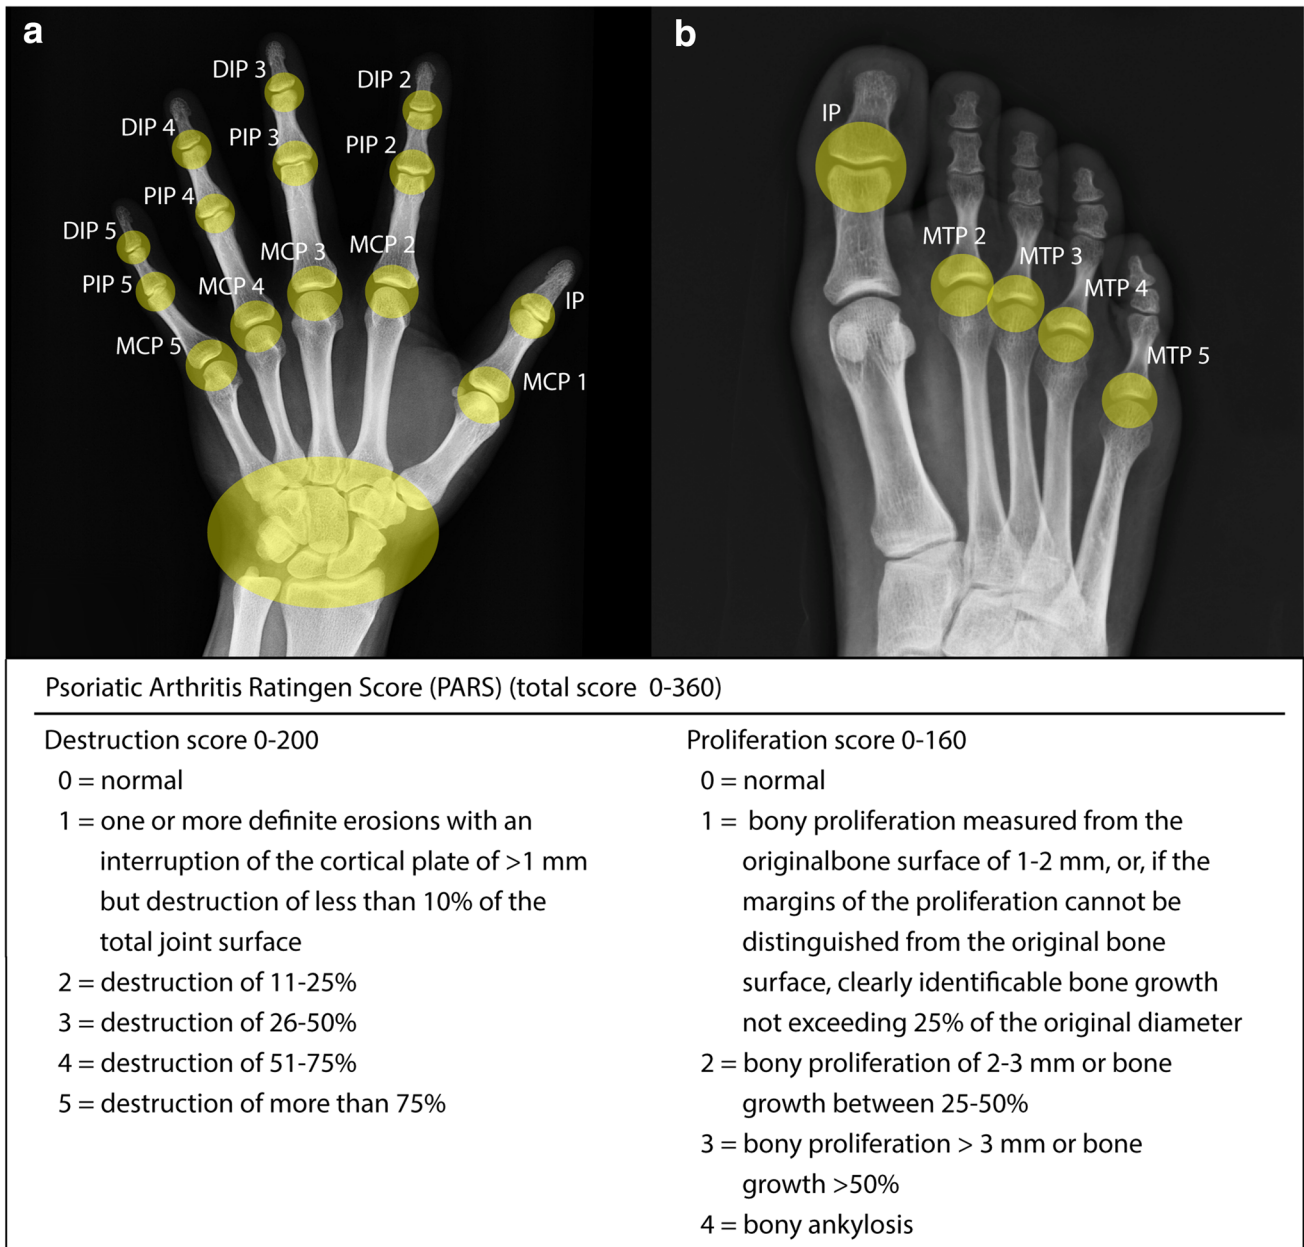 a
b
DIP 3
DIP 2
DIP 4
PIP 3
PIP 2
IP
PIP 4
DIP 5
MCP 3
MCP 2
MTP 2
MTP 3
PIP 5
MCP 4
IP
MTP 4
MCP 5
MCP 1
MTP 5
Psoriatic Arthritis Ratingen Score (PARS) (total score 0-360)
Destruction score 0-200
0 = normal
1 = one or more definite erosions with an
interruption of the cortical plate of >1 mm
but destruction of less than 10% of the
total joint surface
2 = destruction of 11-25%
3 = destruction of 26-50%
4 = destruction of 51-75%
5 = destruction of more than 75%
Proliferation score 0-160
0 = normal
1 = bony proliferation measured from the
originalbone surface of 1-2 mm, or, if the
margins of the proliferation cannot be
distinguished from the original bone
surface, clearly identificable bone growth
not exceeding 25% of the original diameter
2 = bony proliferation of 2-3 mm or bone
growth between 25-50%
3 = bony proliferation > 3 mm or bone
growth >50%
4 = bony ankylosis